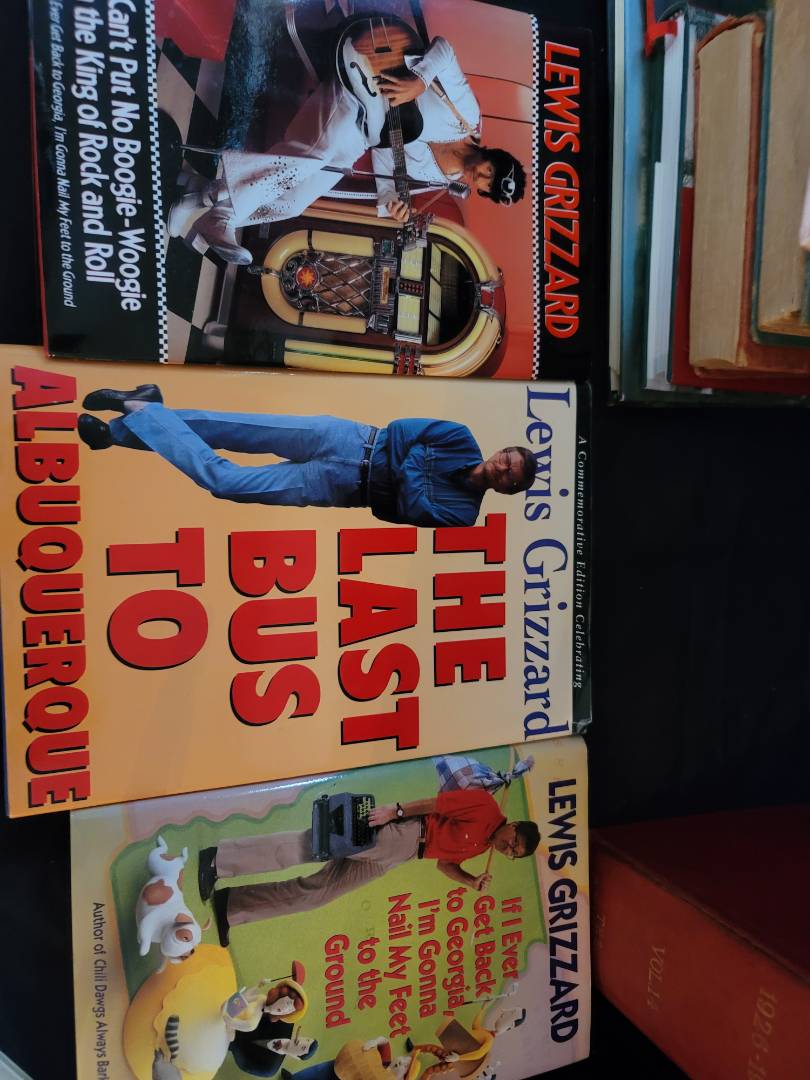 LEWIS GRIZZARD
Can't Put No Boogie-Woogie
the King of Rock and Roll
Ever Get Back to Georgia, I'm Gonna Nail My Feet to the Ground
A Commemorative Edition Celebrating
Lewis Grizzard
THE
LAST
BUS
TO
ALBUQUERQUE
LEWIS GRIZZARD
If I Ever
Get Back
to Georgia,
I'm Gonna
Nail My Feet
to the
Ground
Author of Chili Dawgs Always Bark
VOL. 1-4